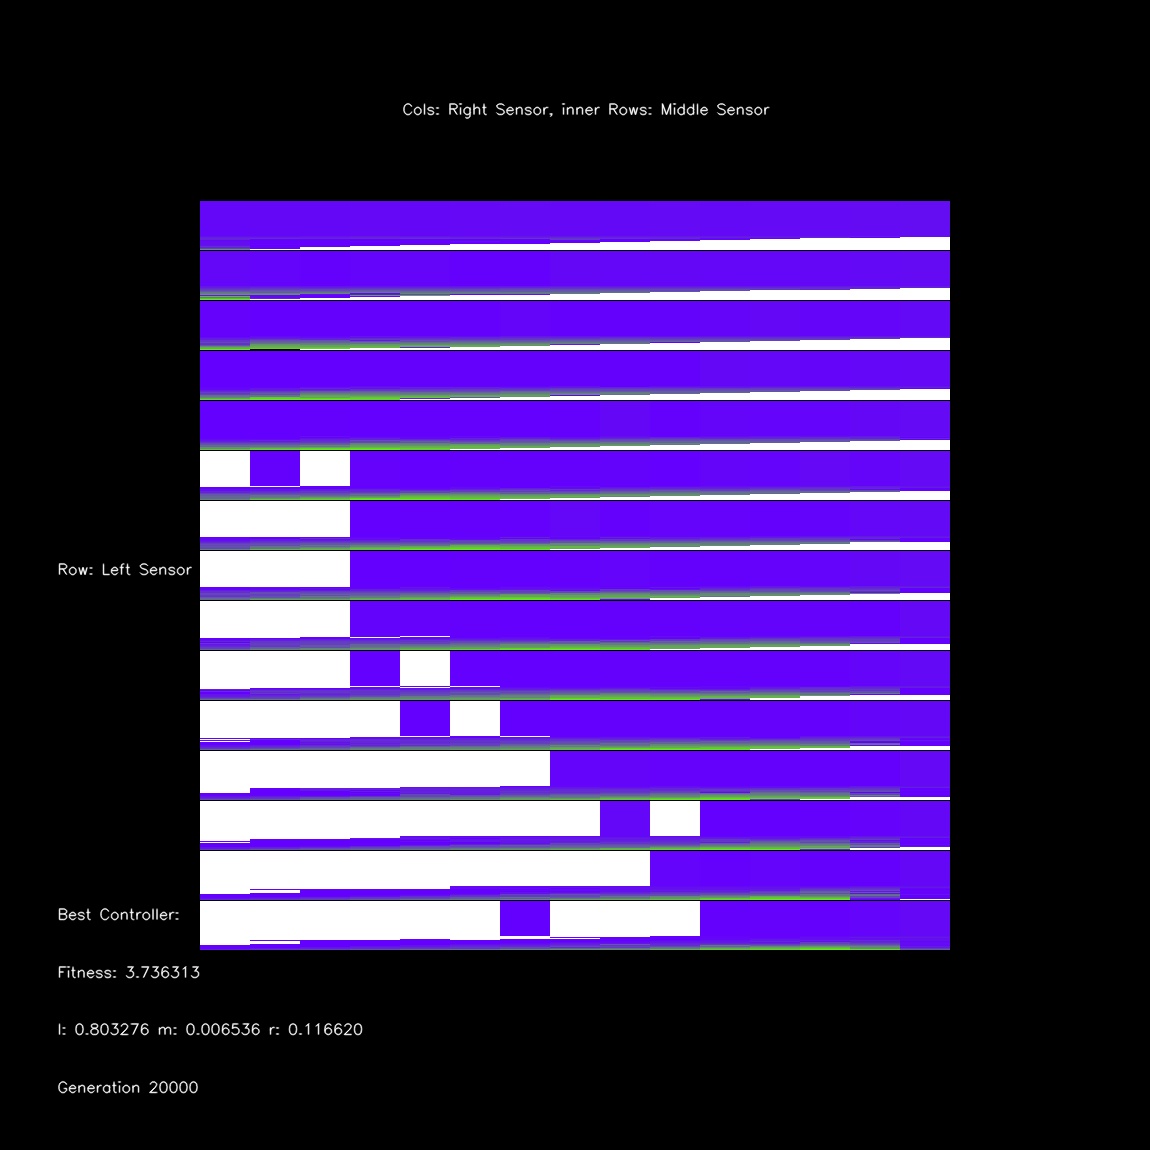 Cols: Right Sensor, inner Rows: Middle Sensor
Row: Left Sensor
Best Controller:
Fitness: 3.736313
l: 0.803276 m: 0.006536 r: 0.116620
Generation 20000